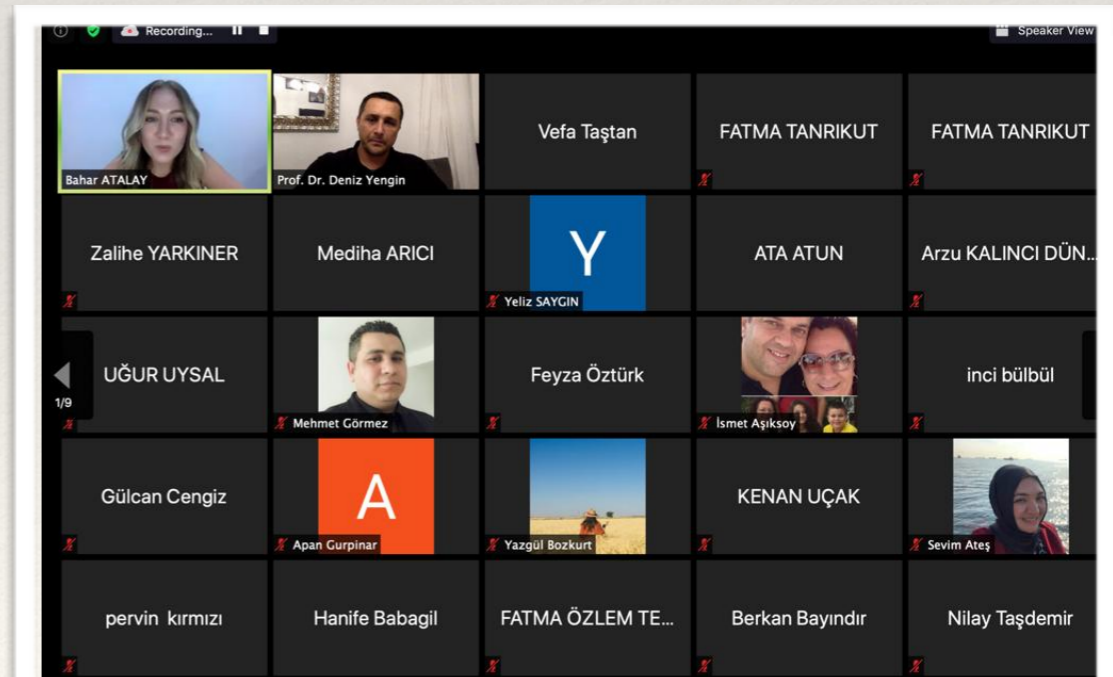 Recording...
Speaker View
Bahar ATALAY
Prof. Dr. Deniz Yengin
Vefa Taştan
FATMA TANRIKUT
FATMA TANRIKUT
Zalihe YARKINER
Mediha ARICI
Y
Yeliz SAYGIN
ATA ATUN
Arzu KALINCI DÜN...
1/9
UĞUR UYSAL
Mehmet Görmez
Feyza Öztürk
İsmet Aşıksoy
inci bülbül
Gülcan Cengiz
A
Apan Gurpinar
Yazgül Bozkurt
KENAN UÇAK
Sevim Ateş
pervin kırmızı
Hanife Babagil
FATMA ÖZLEM TE...
Berkan Bayındır
Nilay Taşdemir